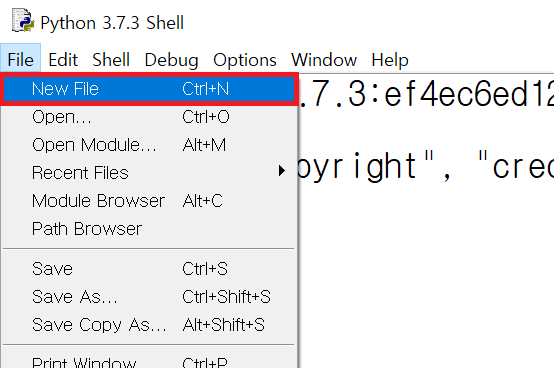 Python 3.7.3 Shell
File Edit Shell Debug Options Window Help
New File Ctrl+N
.7.3:ef4ec6ed12
Open... Ctrl+O
Open Module... Alt+M
pyright", "cred
Recent Files
Module Browser Alt+C
Path Browser
Save Ctrl+S
Save As... Ctrl+Shift+S
Save Copy As... Alt+Shift+S
Print Window Ctrl+P